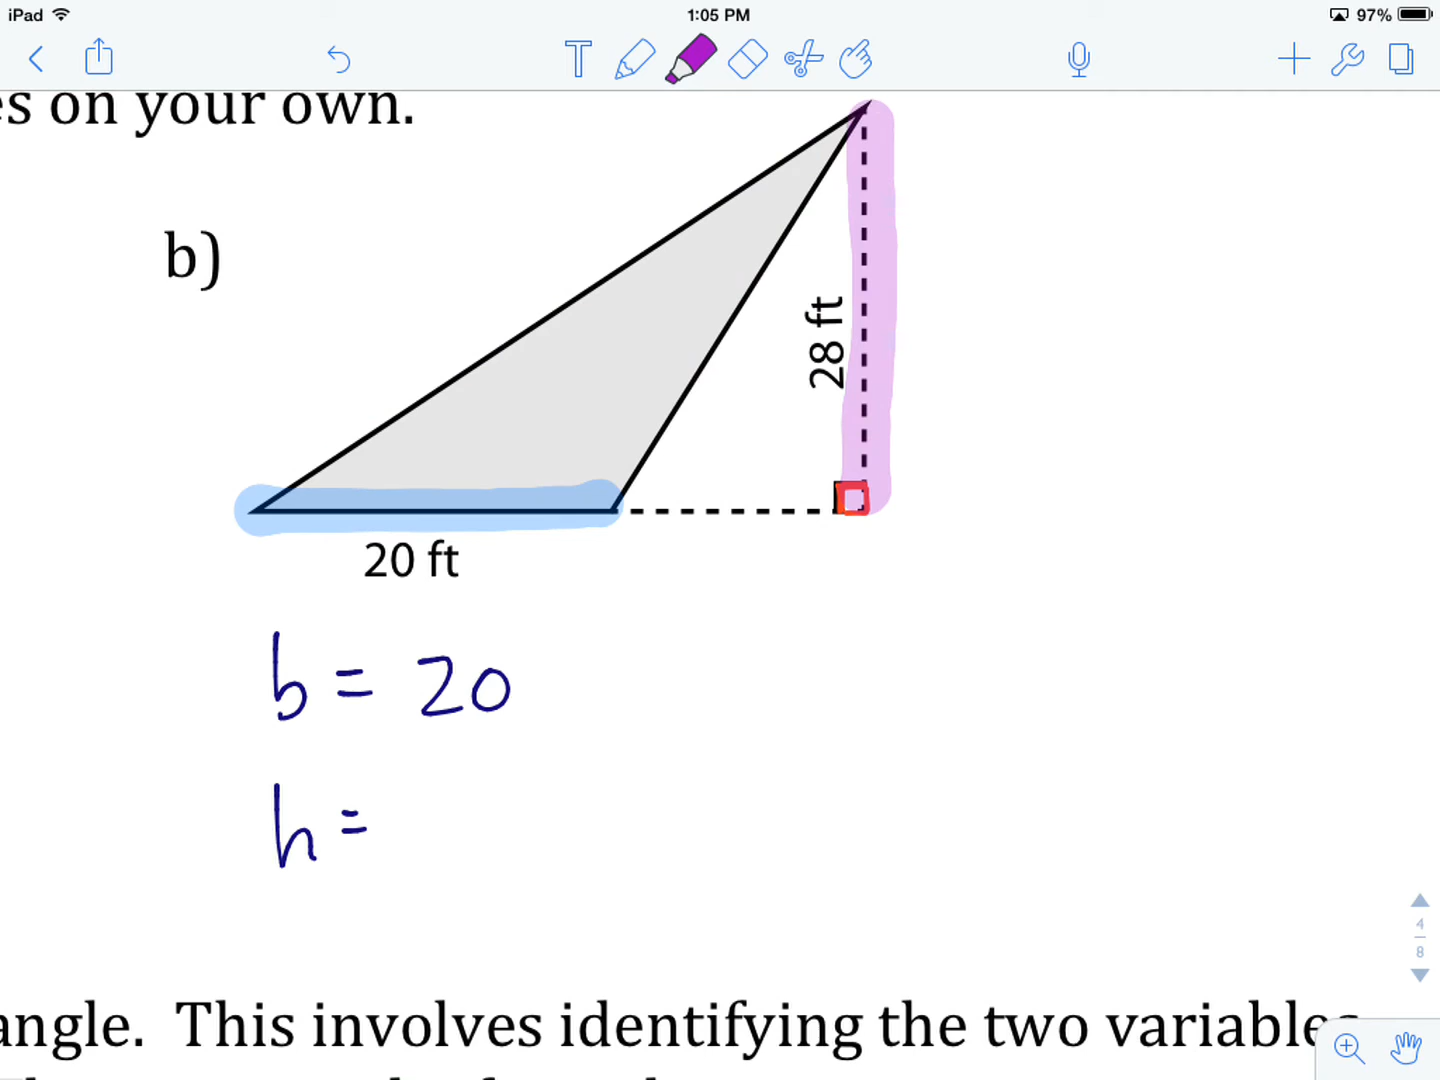 iPad 1:05 PM 97%
T
es on your own.
b)
28 ft
20 ft
b = 20
h =
4
8
angle. This involves identifying the two variables